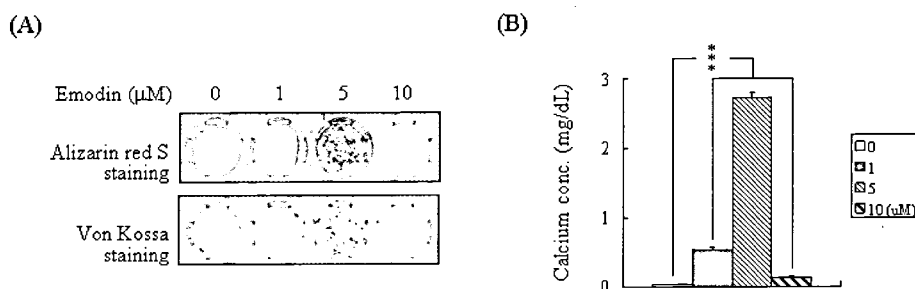 (A)
Emodin (μM) 0 1 5 10
Alizarin red S
staining
Von Kossa
staining
(B)
***
Calcium conc. (mg/dL)
3
2
1
0
0
1
5
10 (uM)